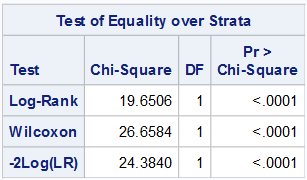 Test of Equality over Strata
Test Chi-Square DF Pr > Chi-Square
Log-Rank 19.6506 1 <.0001
Wilcoxon 26.6584 1 <.0001
-2Log(LR) 24.3840 1 <.0001